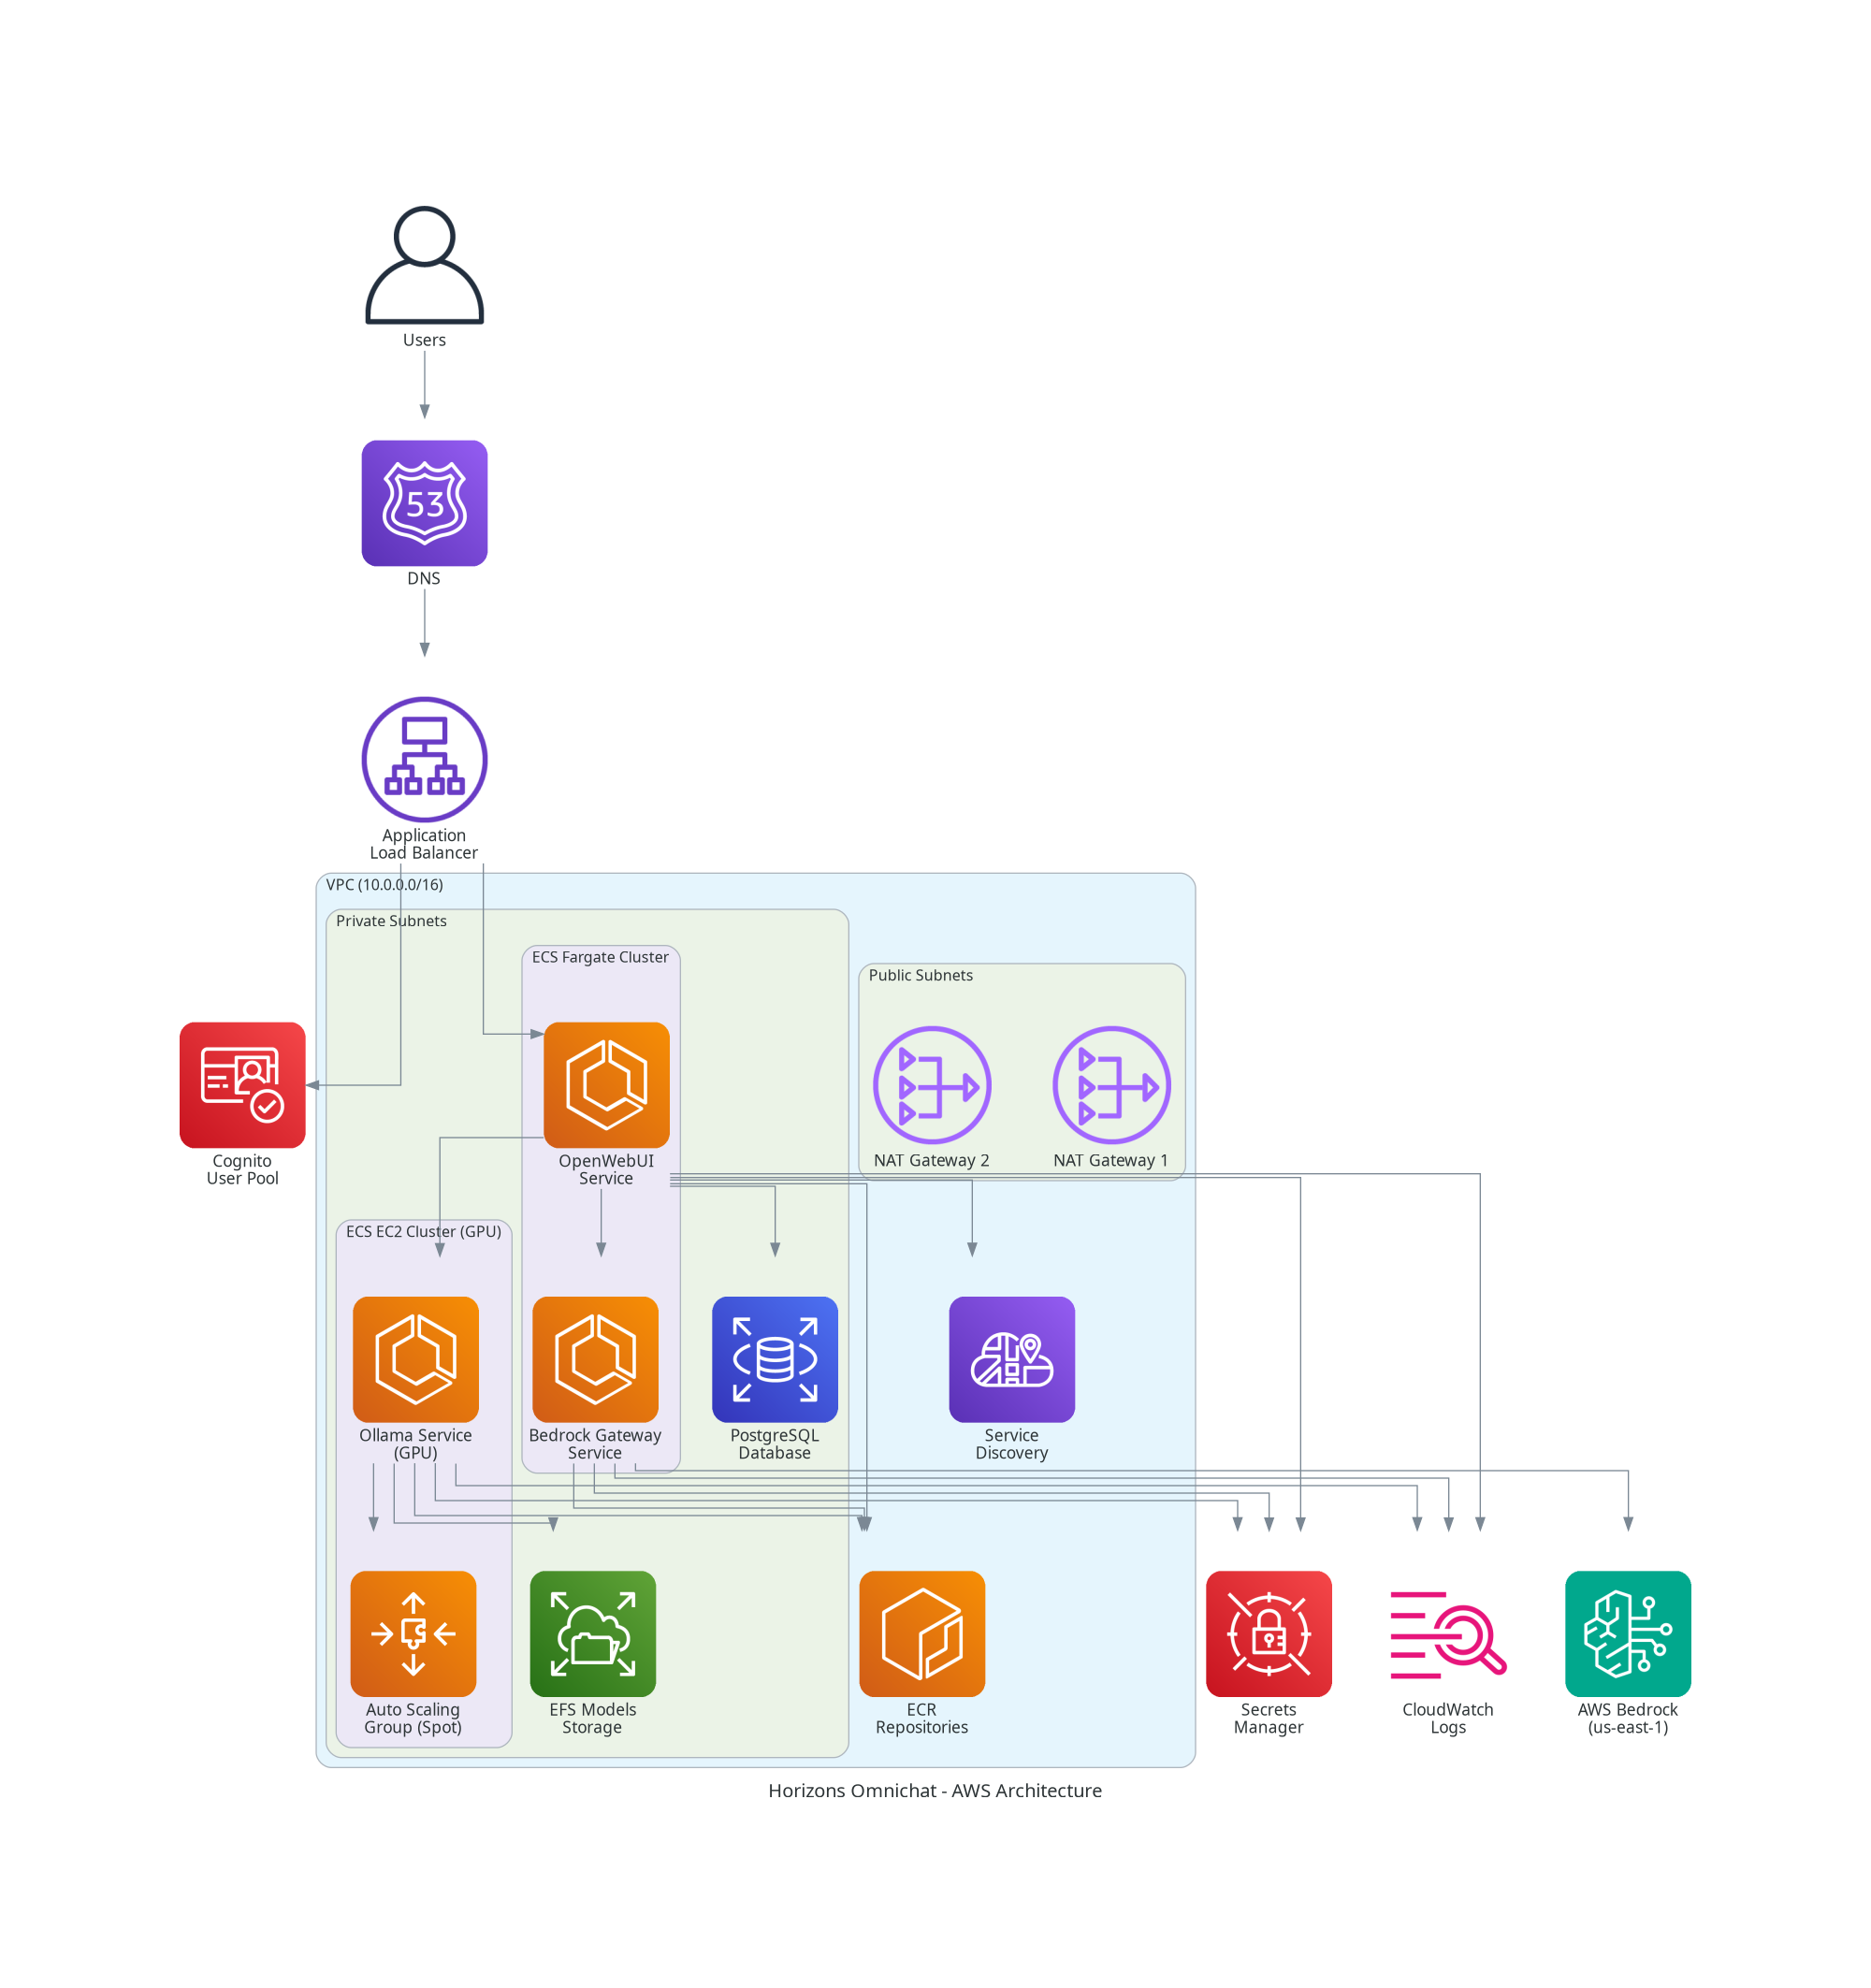 Users
53
DNS
Application
Load Balancer
VPC (10.0.0.0/16)
Private Subnets
ECS Fargate Cluster
Public Subnets
Cognito
User Pool
OpenWebUI
Service
NAT Gateway 2
NAT Gateway 1
ECS EC2 Cluster (GPU)
Ollama Service
(GPU)
Bedrock Gateway
Service
PostgreSQL
Database
Service
Discovery
Auto Scaling
Group (Spot)
EFS Models
Storage
ECR
Repositories
Secrets
Manager
CloudWatch
Logs
AWS Bedrock
(us-east-1)
Horizons Omnichat - AWS Architecture